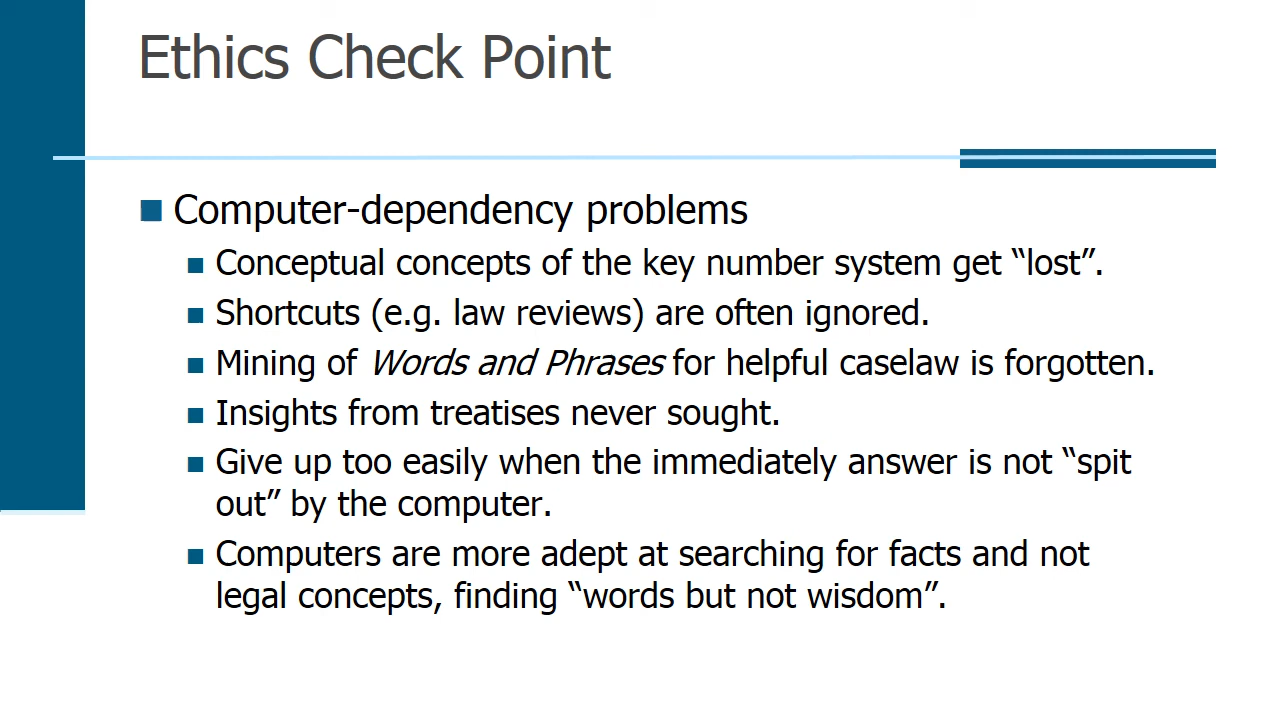 Ethics Check Point
Computer-dependency problems
Conceptual concepts of the key number system get “lost”.
Shortcuts (e.g. law reviews) are often ignored.
Mining of Words and Phrases for helpful caselaw is forgotten.
Insights from treatises never sought.
Give up too easily when the immediately answer is not “spit
out” by the computer.
Computers are more adept at searching for facts and not
legal concepts, finding “words but not wisdom”.